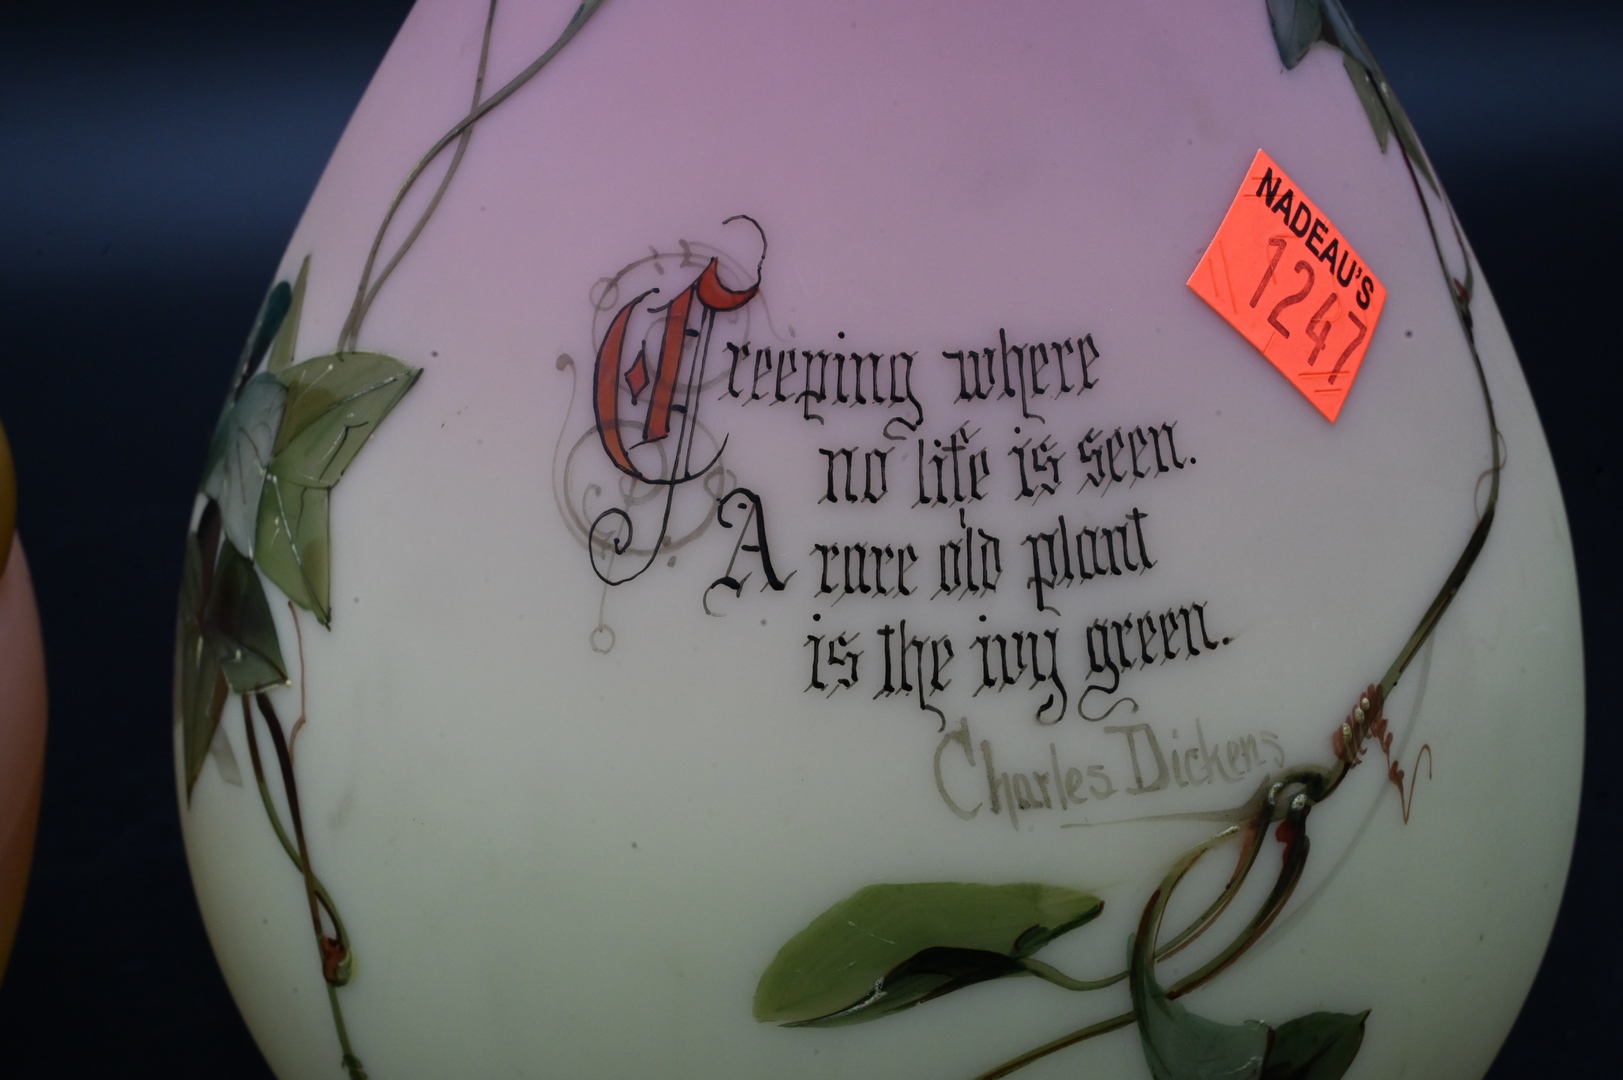 NADEAU'S
1247
Creeping where
no life is seen.
A rare old plant
is the ivy green.
Charles Dickens